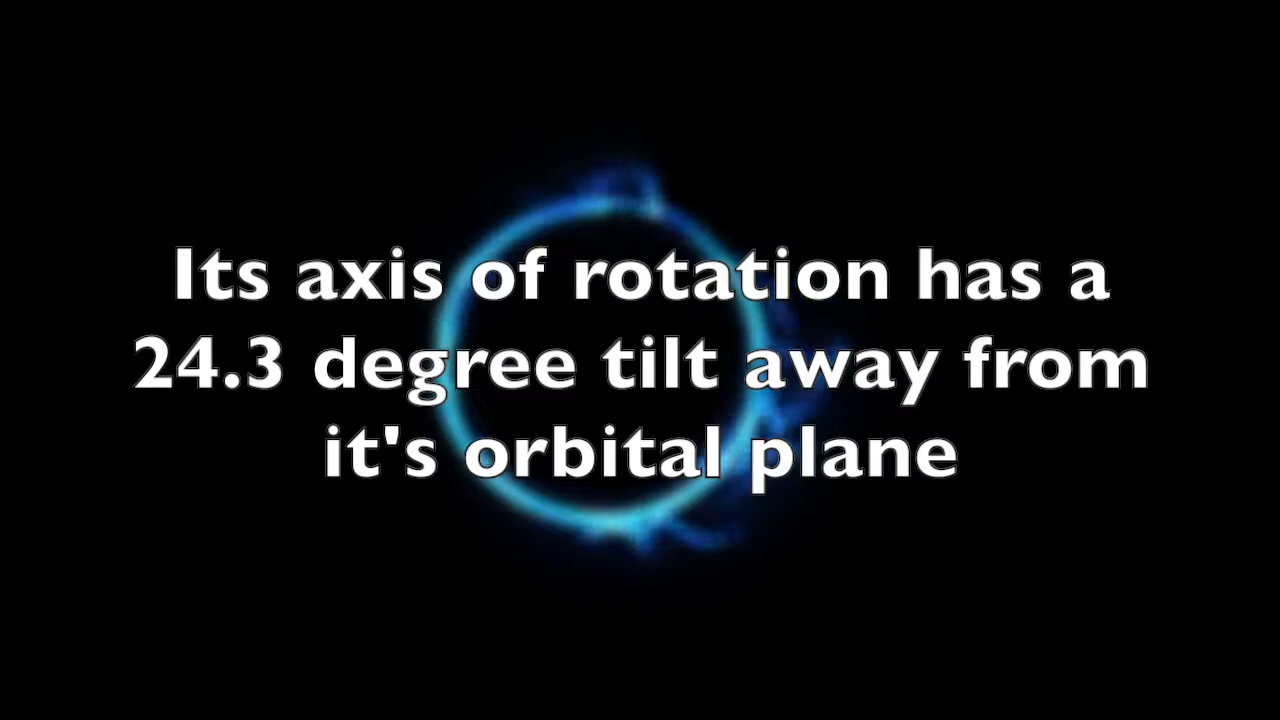 Its axis of rotation has a
24.3 degree tilt away from
it's orbital plane